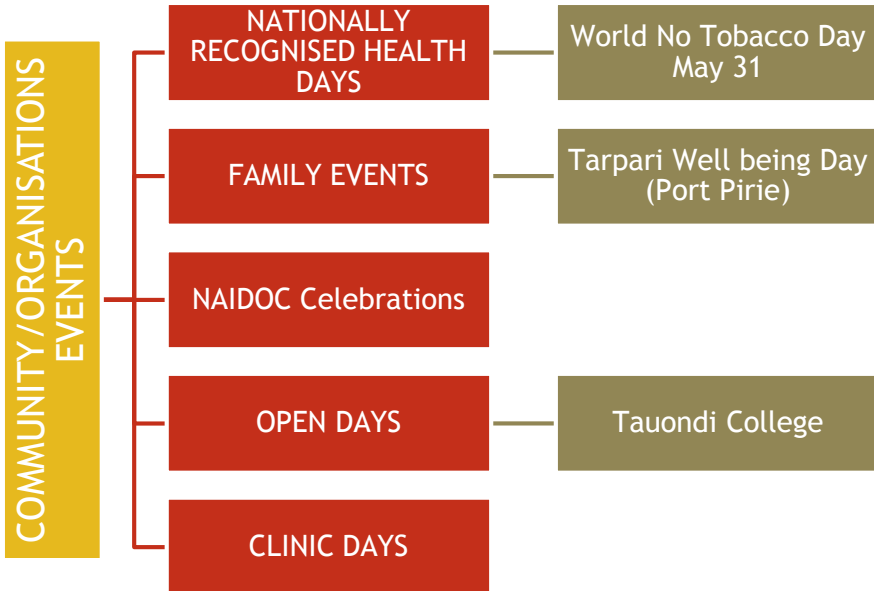 COMMUNITY/ORGANISATIONS
EVENTS
NATIONALLY
RECOGNISED HEALTH
DAYS
World No Tobacco Day
May 31
FAMILY EVENTS
Tarpari Well being Day
(Port Pirie)
NAIDOC Celebrations
OPEN DAYS
Tauondi College
CLINIC DAYS